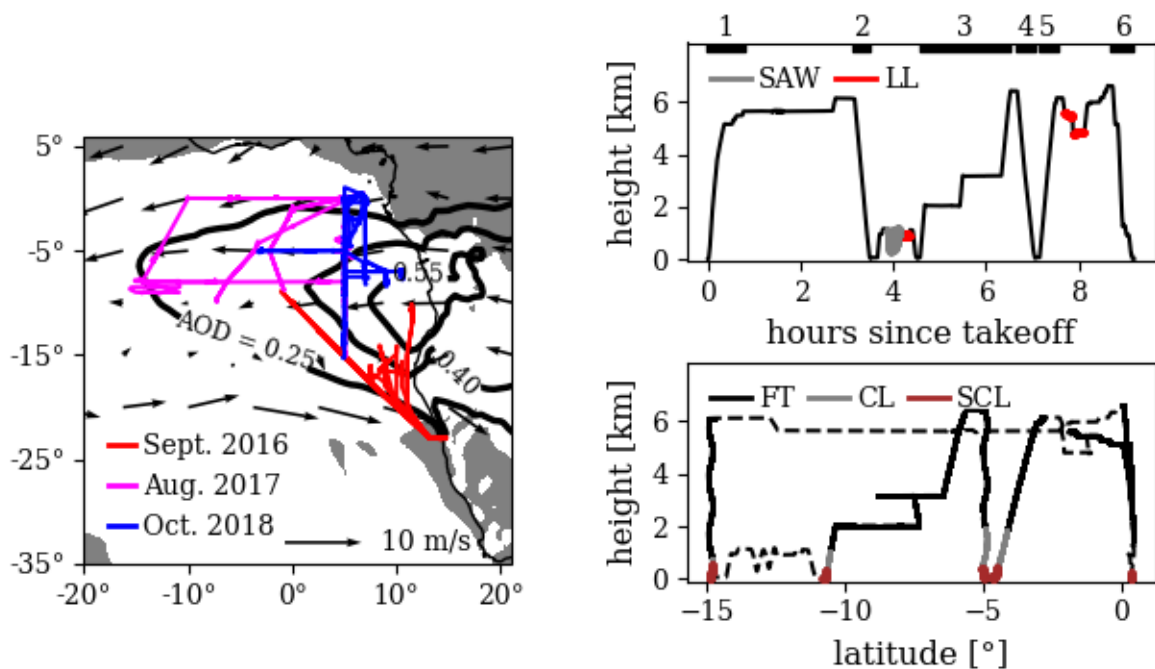 5°
-5°
-15°
-25°
-35°
-20°
-10°
0°
10°
20°
AOD = 0.25
0.55
0.40
Sept. 2016
Aug. 2017
Oct. 2018
10 m/s
1 2 3 4 5 6
SAW LL
height [km]
6
4
2
0
0 2 4 6 8
hours since takeoff
FT CL SCL
height [km]
6
4
2
0
−15 −10 −5 0
latitude [°]